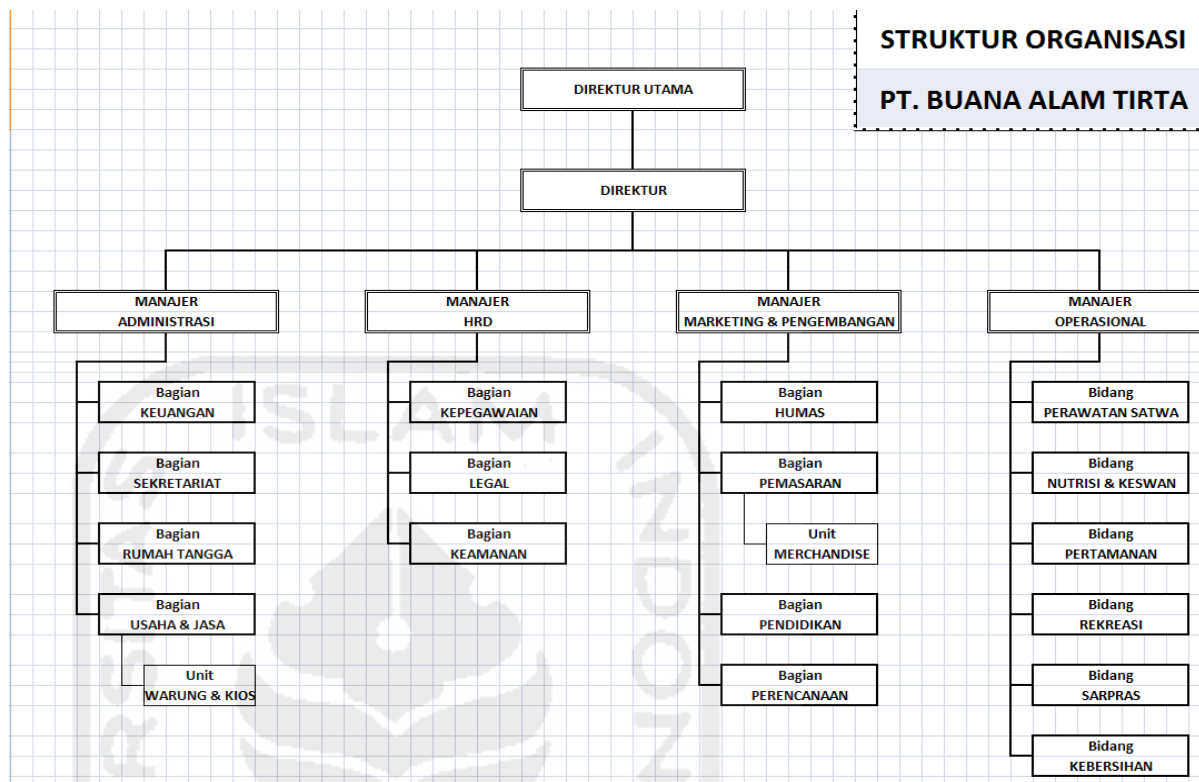 STRUKTUR ORGANISASI
PT. BUANA ALAM TIRTA
DIREKTUR UTAMA
DIREKTUR
MANAJER
ADMINISTRASI
MANAJER
HRD
MANAJER
MARKETING & PENGEMBANGAN
MANAJER
OPERASIONAL
Bagian
KEUANGAN
Bagian
SEKRETARIAT
Bagian
RUMAH TANGGA
Bagian
USAHA & JASA
Unit
WARUNG & KIOS
Bagian
KEPEGAWAIAN
Bagian
LEGAL
Bagian
KEAMANAN
Bagian
HUMAS
Bagian
PEMASARAN
Unit
MERCHANDISE
Bagian
PENDIDIKAN
Bagian
PERENCANAAN
Bidang
PERAWATAN SATWA
Bidang
NUTRISI & KESWAN
Bidang
PERTAMANAN
Bidang
REKREASI
Bidang
SARPRAS
Bidang
KEBERSIHAN
ISLAM